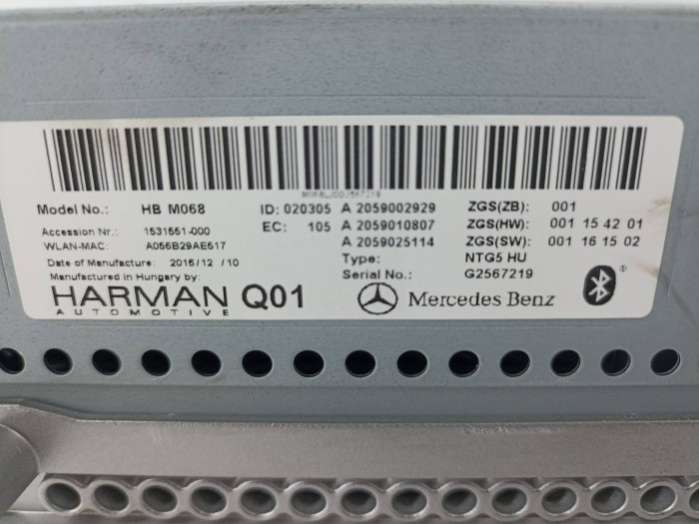 Model No.: HB M068 ID: 020305 A 2059002929 ZGS(ZB): 001
Accession Nr.: 1531551-000 EC: 105 A 2059010807 ZGS(HW): 001 15 42 01
WLAN-MAC: A056B29AE517 A 2059025114 ZGS(SW): 001 16 15 02
Date of Manufacture: 2015/12 /10 Type: NTG5 HU
Manufactured in Hungary by: Serial No.: G2567219
HARMAN Q01 Mercedes Benz ®
AUTOMOTIVE